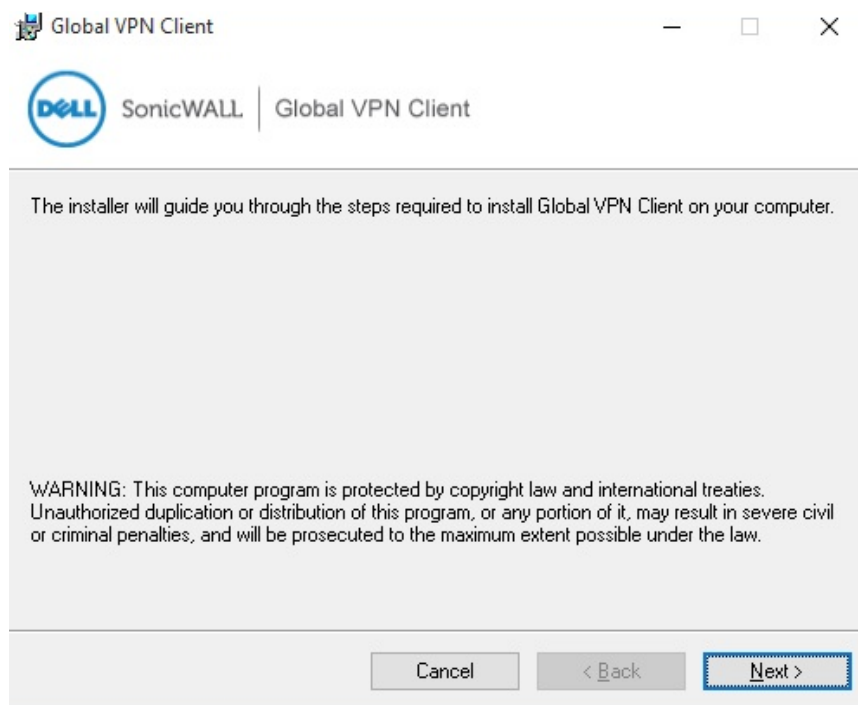 Global VPN Client
DELL SonicWALL | Global VPN Client
The installer will guide you through the steps required to install Global VPN Client on your computer.
WARNING: This computer program is protected by copyright law and international treaties.
Unauthorized duplication or distribution of this program, or any portion of it, may result in severe civil
or criminal penalties, and will be prosecuted to the maximum extent possible under the law.
Cancel < Back Next >